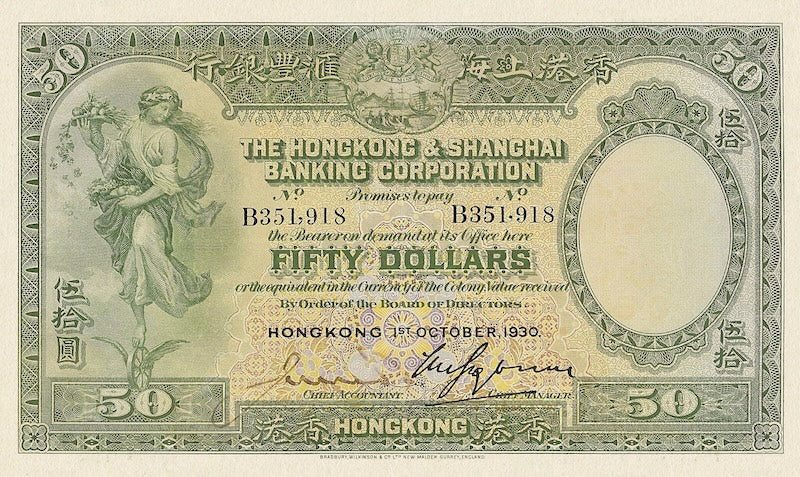 50
行銀豐滙 海上港香
50
伍拾
THE HONGKONG & SHANGHAI
BANKING CORPORATION
Nº Promises to pay Nº
B351,918 B351,918
the Bearer on demand at its Office here
FIFTY DOLLARS
or the equivalent in the Currency of the Colony, Value received
By Order of the BOARD OF DIRECTORS
HONGKONG 1ST OCTOBER, 1930.
伍拾圓
伍拾
CHIEF ACCOUNTANT. CHIEF MANAGER.
50
50
港香 HONGKONG 港香
BRADBURY, WILKINSON & Cº Lᵀᴰ NEW MALDEN, SURREY, ENGLAND